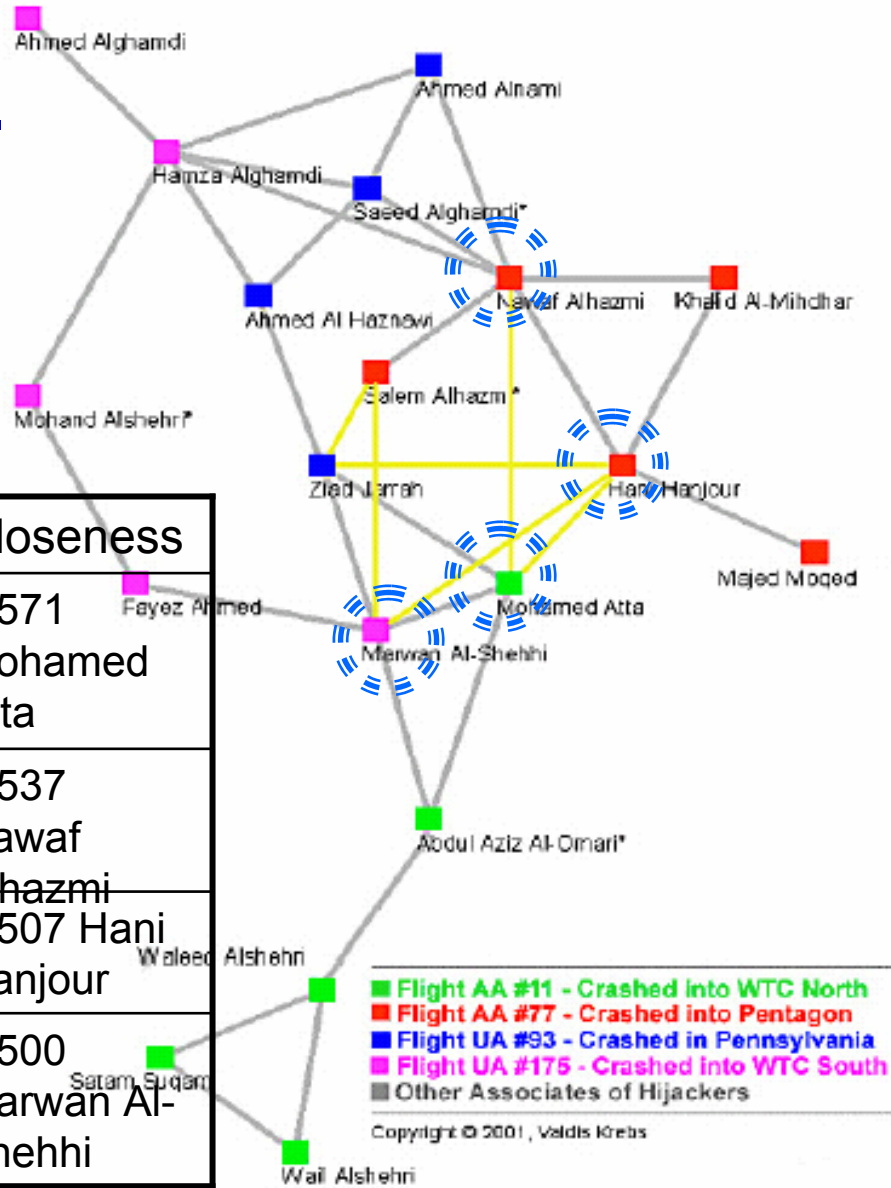 Ahmed Alghamdi
Ahmed Alnami
Hamza Alghamdi
Saeed Alghamdi*
Nawaf Alhazmi
Khalid Al-Mihdhar
Ahmed Al Haznawi
Salem Alhazmi*
Mohand Alshehri*
Ziad Jarrah
Hani Hanjour
Majed Moqed
Fayez Ahmed
Mohamed Atta
Marwan Al-Shehhi
loseness
571
ohamed
ta
537
awaf
hazmi
507 Hani
anjour
500
arwan Al-
hehhi
Abdul Aziz Al-Omari*
Waleed Alshehri
Satam Suqami
Wail Alshehri
Flight AA #11 - Crashed into WTC North
Flight AA #77 - Crashed into Pentagon
Flight UA #93 - Crashed in Pennsylvania
Flight UA #175 - Crashed into WTC South
Other Associates of Hijackers
Copyright © 2001, Valdis Krebs